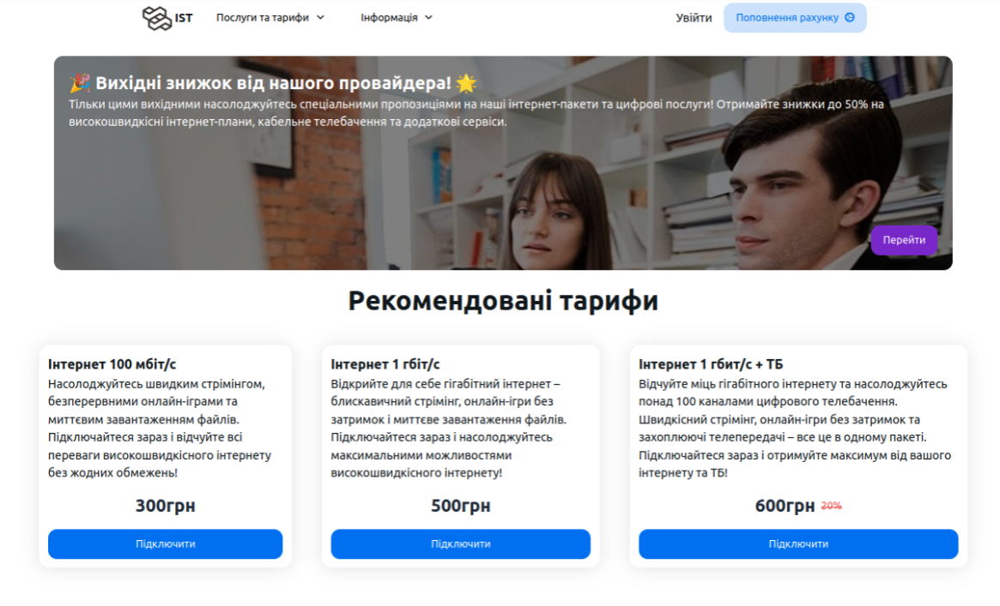 IST
Послуги та тарифи
Інформація
Увійти
Поповнення рахунку
🎉 Вихідні знижок від нашого провайдера! 🌟
Тільки цими вихідними насолоджуйтесь спеціальними пропозиціями на наші інтернет-пакети та цифрові послуги! Отримайте знижки до 50% на
високошвидкісні інтернет-плани, кабельне телебачення та додаткові сервіси.
Перейти
Рекомендовані тарифи
Інтернет 100 мбіт/с
Насолоджуйтесь швидким стрімінгом,
безперервними онлайн-іграми та
миттєвим завантаженням файлів.
Підключайтеся зараз і відчуйте всі
переваги високошвидкісного інтернету
без жодних обмежень!
300грн
Підключити
Інтернет 1 гбіт/с
Відкрийте для себе гігабітний інтернет –
блискавичний стрімінг, онлайн-ігри без
затримок і миттєве завантаження файлів.
Підключайтеся зараз і насолоджуйтесь
максимальними можливостями
високошвидкісного інтернету!
500грн
Підключити
Інтернет 1 гбит/с + ТБ
Відчуйте міць гігабітного інтернету та насолоджуйтесь
понад 100 каналами цифрового телебачення.
Швидкісний стрімінг, онлайн-ігри без затримок та
захоплюючі телепередачі – все це в одному пакеті.
Підключайтеся зараз і отримуйте максимум від вашого
інтернету та ТБ!
600грн 20%
Підключити